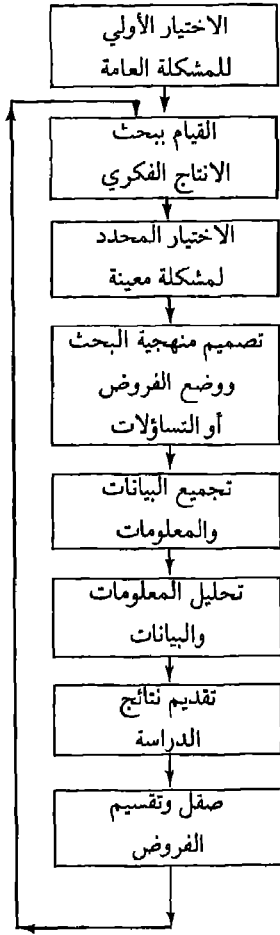 الاختيار الأولي
للمشكلة العامة
القيام ببحث
الانتاج الفكري
الاختيار المحدد
لمشكلة معينة
تصميم منهجية البحث
ووضع الفروض
أو التساؤلات
تجميع البيانات
والمعلومات
تحليل المعلومات
والبيانات
تقديم نتائج
الدراسة
صقل وتقسيم
الفروض